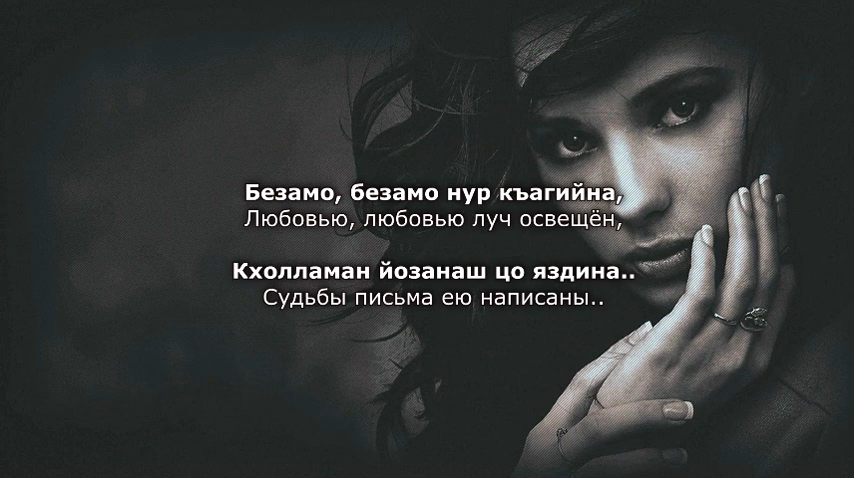 Безамо, безамо нур къагийна,
Любовью, любовью луч освещён,
Кхолламан йозанаш цо яздина..
Судьбы письма ею написаны..